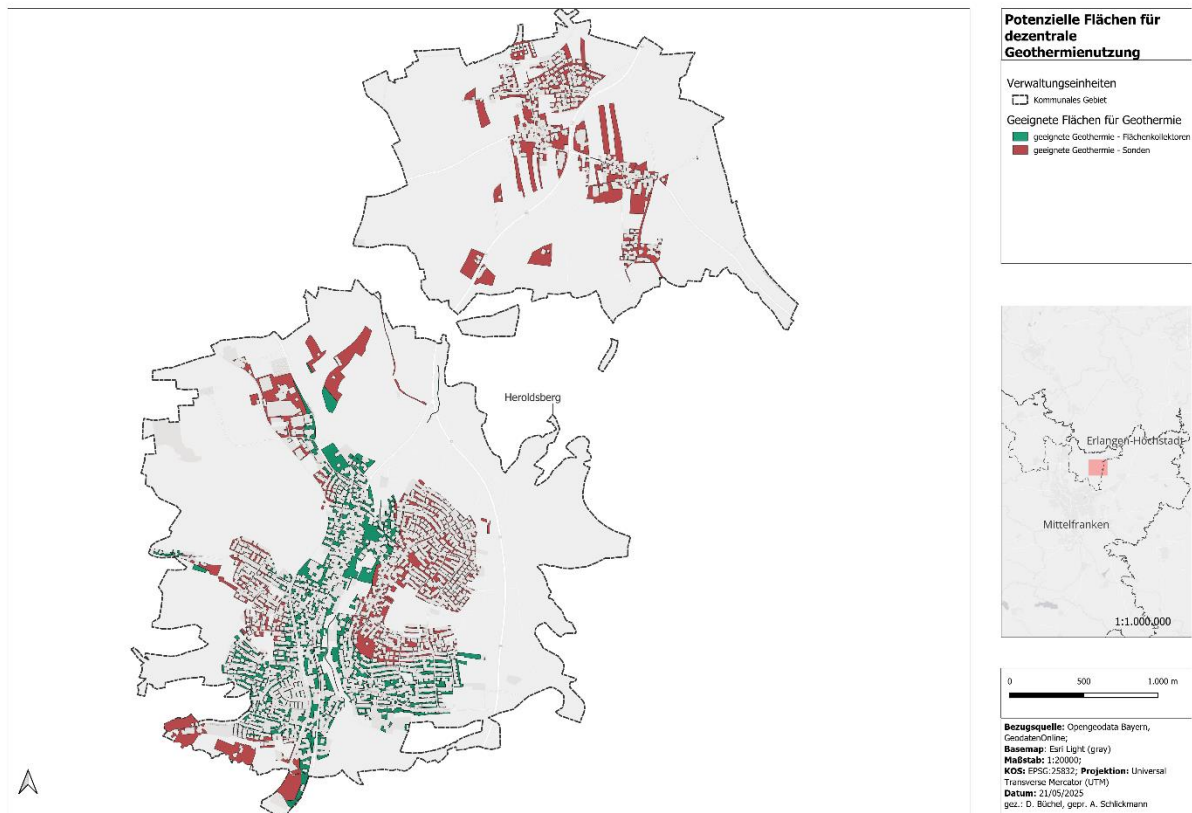 Potenzielle Flächen für
dezentrale
Geothermienutzung
Verwaltungseinheiten
Kommunales Gebiet
Geeignete Flächen für Geothermie
geeignete Geothermie - Flächenkollektoren
geeignete Geothermie - Sonden
Heroldsberg
Erlangen-Höchstadt
Mittelfranken
1:1.000.000
0 500 1.000 m
Bezugsquelle: Opengeodata Bayern,
GeodatenOnline;
Basemap: Esri Light (gray)
Maßstab: 1:20000;
KOS: EPSG:25832; Projektion: Universal
Transverse Mercator (UTM)
Datum: 21/05/2025
gez.: D. Büchel, gepr. A. Schlickmann